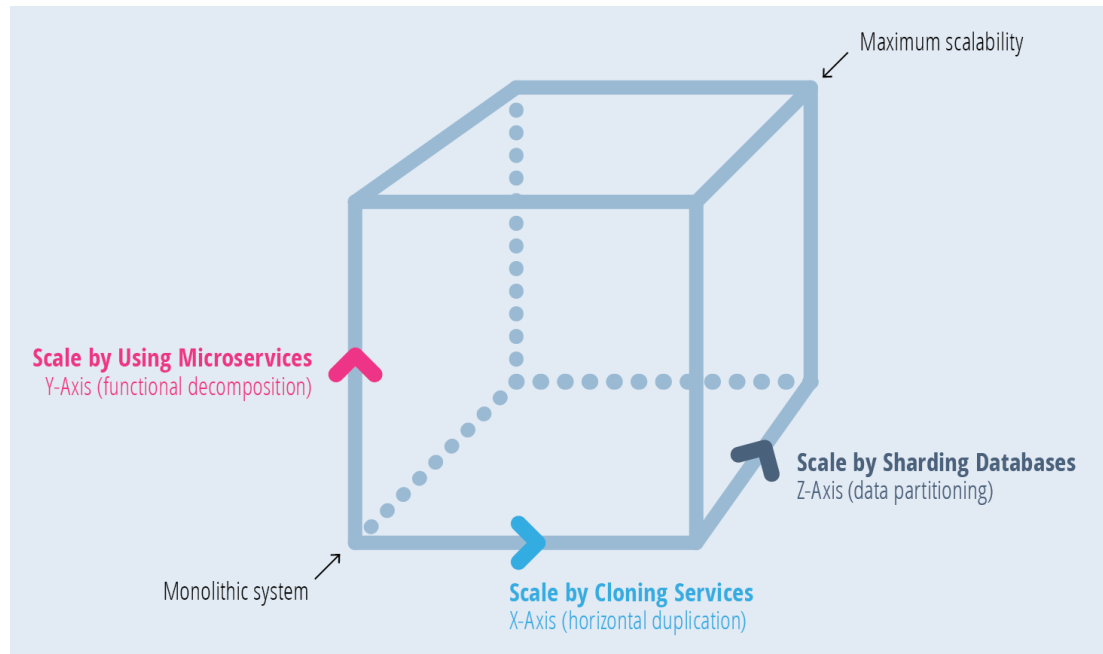 Maximum scalability
Scale by Using Microservices
Y-Axis (functional decomposition)
Scale by Sharding Databases
Z-Axis (data partitioning)
Monolithic system
Scale by Cloning Services
X-Axis (horizontal duplication)